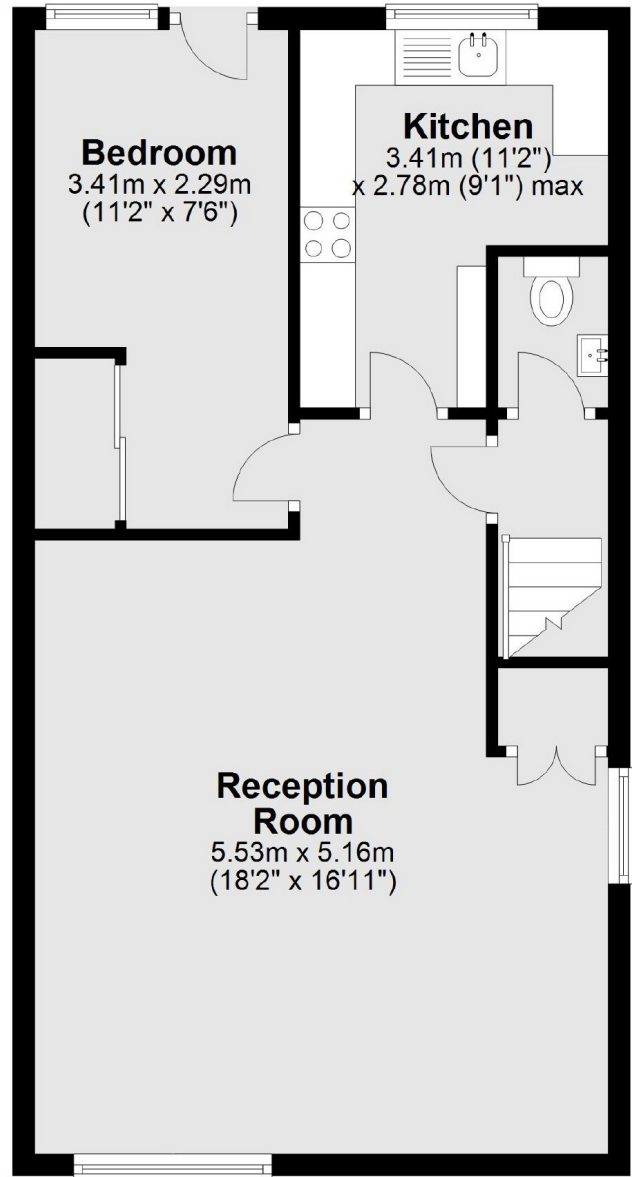 Bedroom
3.41m x 2.29m
(11'2" x 7'6")
Kitchen
3.41m (11'2")
x 2.78m (9'1") max
Reception
Room
5.53m x 5.16m
(18'2" x 16'11")